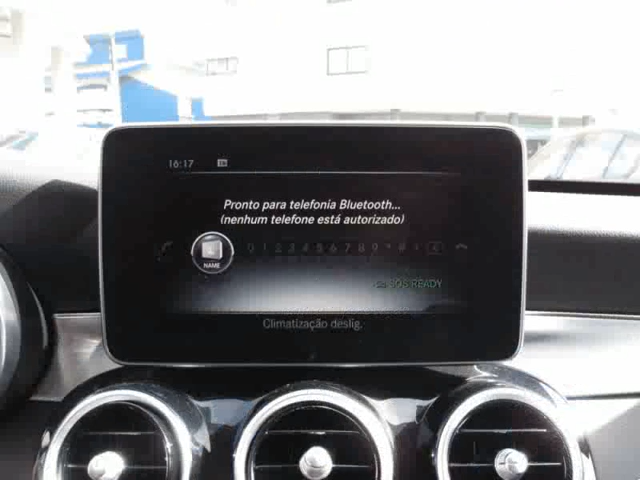 16:17
Pronto para telefonia Bluetooth...
(nenhum telefone está autorizado)
0 1 2 3 4 5 6 7 8 9 * # +
NAME
SOS READY
Climatização deslig.